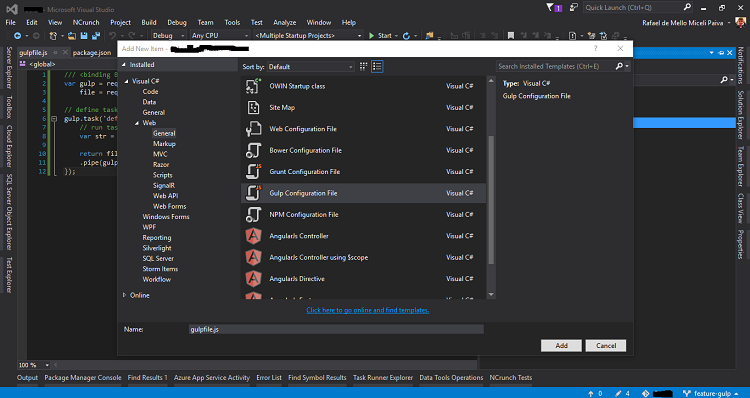 - Microsoft Visual Studio
Quick Launch (Ctrl+Q)
File Edit View NCrunch Project Build Debug Team Tools Test Analyze Window Help
Rafael de Mello Miceli Paiva
Debug Any CPU <Multiple Startup Projects> Start
gulpfile.js package.json
<global>
Server Explorer
Toolbox
Cloud Explorer
SQL Server Object Explorer
Test Explorer
1 /// <binding B
2 var gulp = req
3 file = req
4
5 // define task
6 gulp.task('def
7 // run tas
8 var str =
9
10 return fil
11 .pipe(gulp
12 });
Add New Item -
Installed
Visual C#
Code
Data
General
Web
General
Markup
MVC
Razor
Scripts
SignalR
Web API
Web Forms
Windows Forms
WPF
Reporting
Silverlight
SQL Server
Storm Items
Workflow
Online
Sort by: Default
Search Installed Templates (Ctrl+E)
OWIN Startup class Visual C#
Site Map Visual C#
Web Configuration File Visual C#
Bower Configuration File Visual C#
Grunt Configuration File Visual C#
Gulp Configuration File Visual C#
NPM Configuration File Visual C#
AngularJs Controller Visual C#
AngularJs Controller using $scope Visual C#
AngularJs Directive Visual C#
Type: Visual C#
Gulp Configuration File
Click here to go online and find templates.
Name: gulpfile.js
Add Cancel
Notifications
Solution Explorer
Team Explorer
Class View
Properties
100 %
Output Package Manager Console Find Results 1 Azure App Service Activity Error List Find Symbol Results Task Runner Explorer Data Tools Operations NCrunch Tests
0 4 feature-gulp